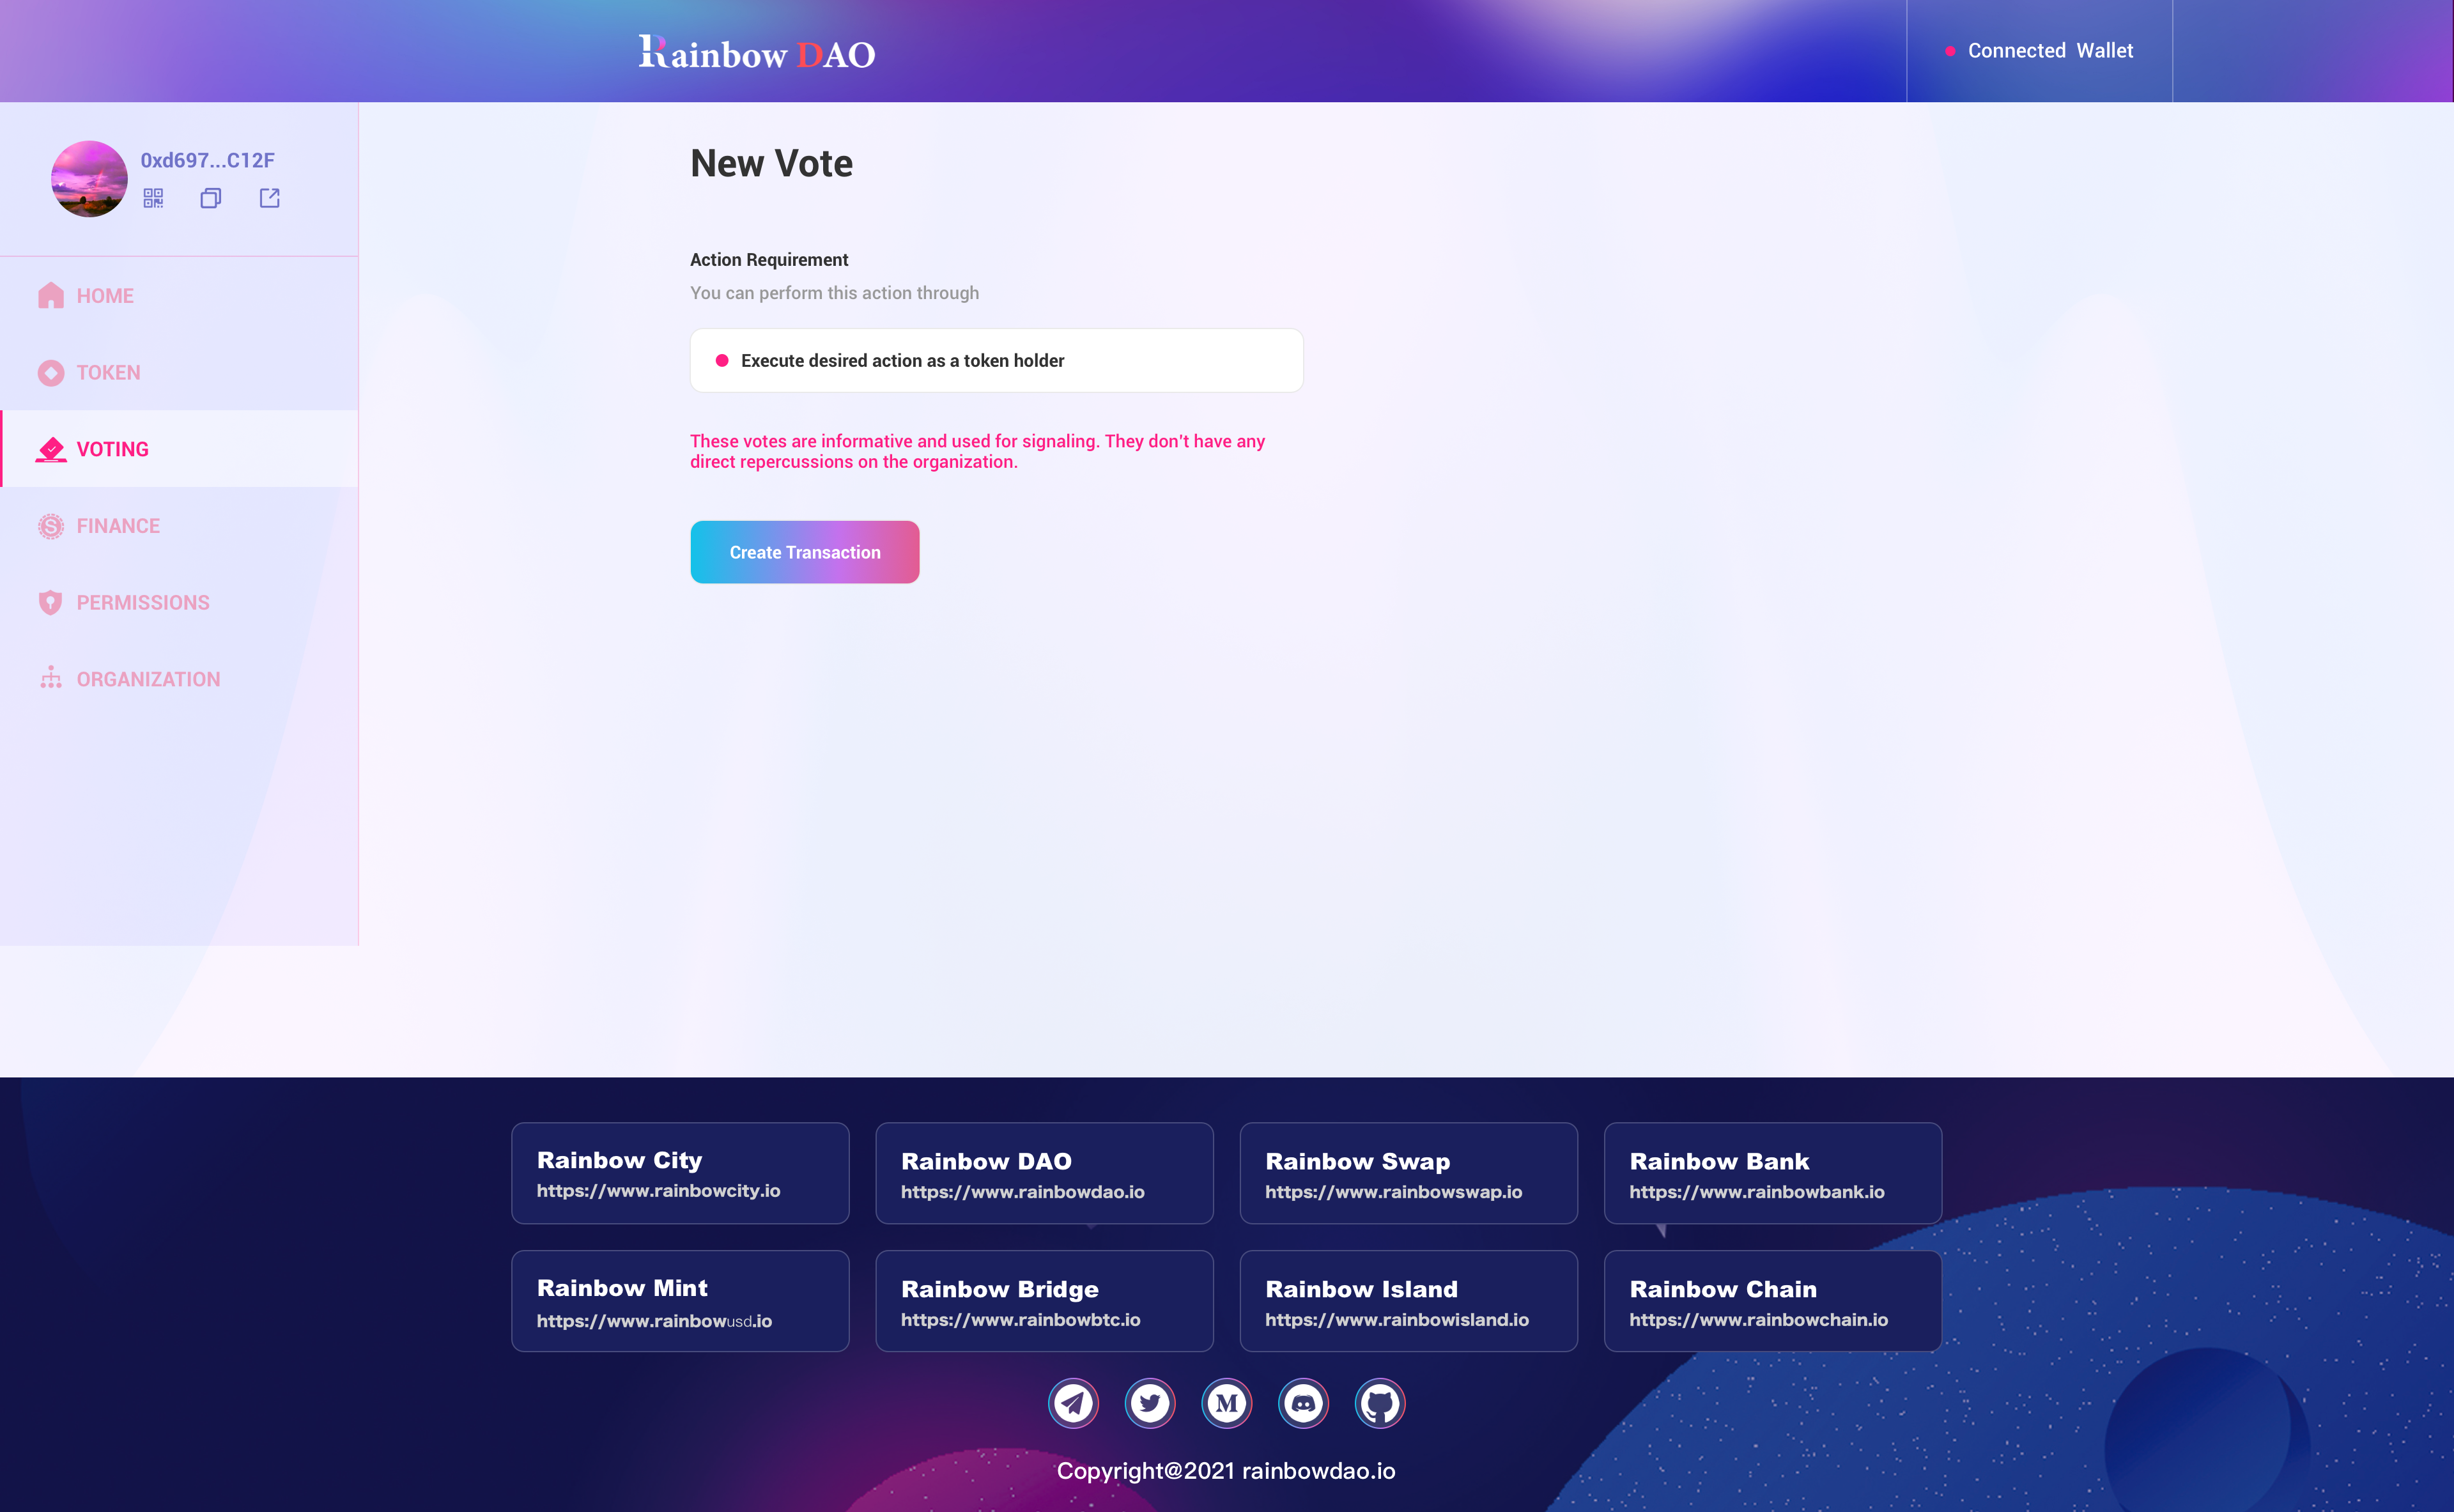 Rainbow DAO
Connected Wallet
0xd697...C12F
HOME
TOKEN
VOTING
FINANCE
PERMISSIONS
ORGANIZATION
New Vote
Action Requirement
You can perform this action through
Execute desired action as a token holder
These votes are informative and used for signaling. They don't have any
direct repercussions on the organization.
Create Transaction
Rainbow City
https://www.rainbowcity.io
Rainbow DAO
https://www.rainbowdao.io
Rainbow Swap
https://www.rainbowswap.io
Rainbow Bank
https://www.rainbowbank.io
Rainbow Mint
https://www.rainbowusd.io
Rainbow Bridge
https://www.rainbowbtc.io
Rainbow Island
https://www.rainbowisland.io
Rainbow Chain
https://www.rainbowchain.io
Copyright@2021 rainbowdao.io